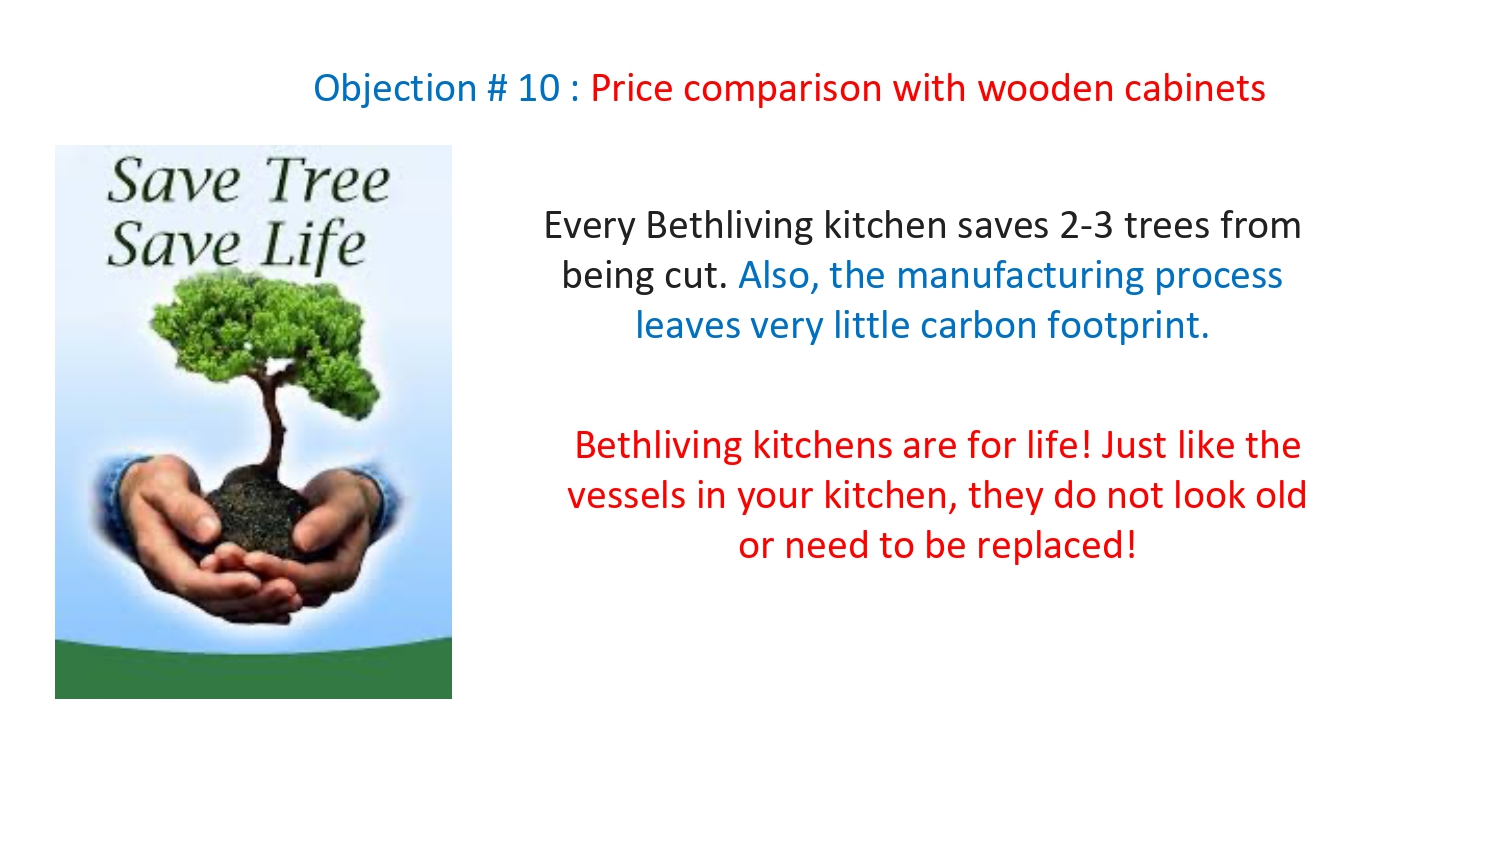 Objection # 10 : Price comparison with wooden cabinets
Save Tree
Save Life
Every Bethliving kitchen saves 2-3 trees from
being cut. Also, the manufacturing process
leaves very little carbon footprint.
Bethliving kitchens are for life! Just like the
vessels in your kitchen, they do not look old
or need to be replaced!